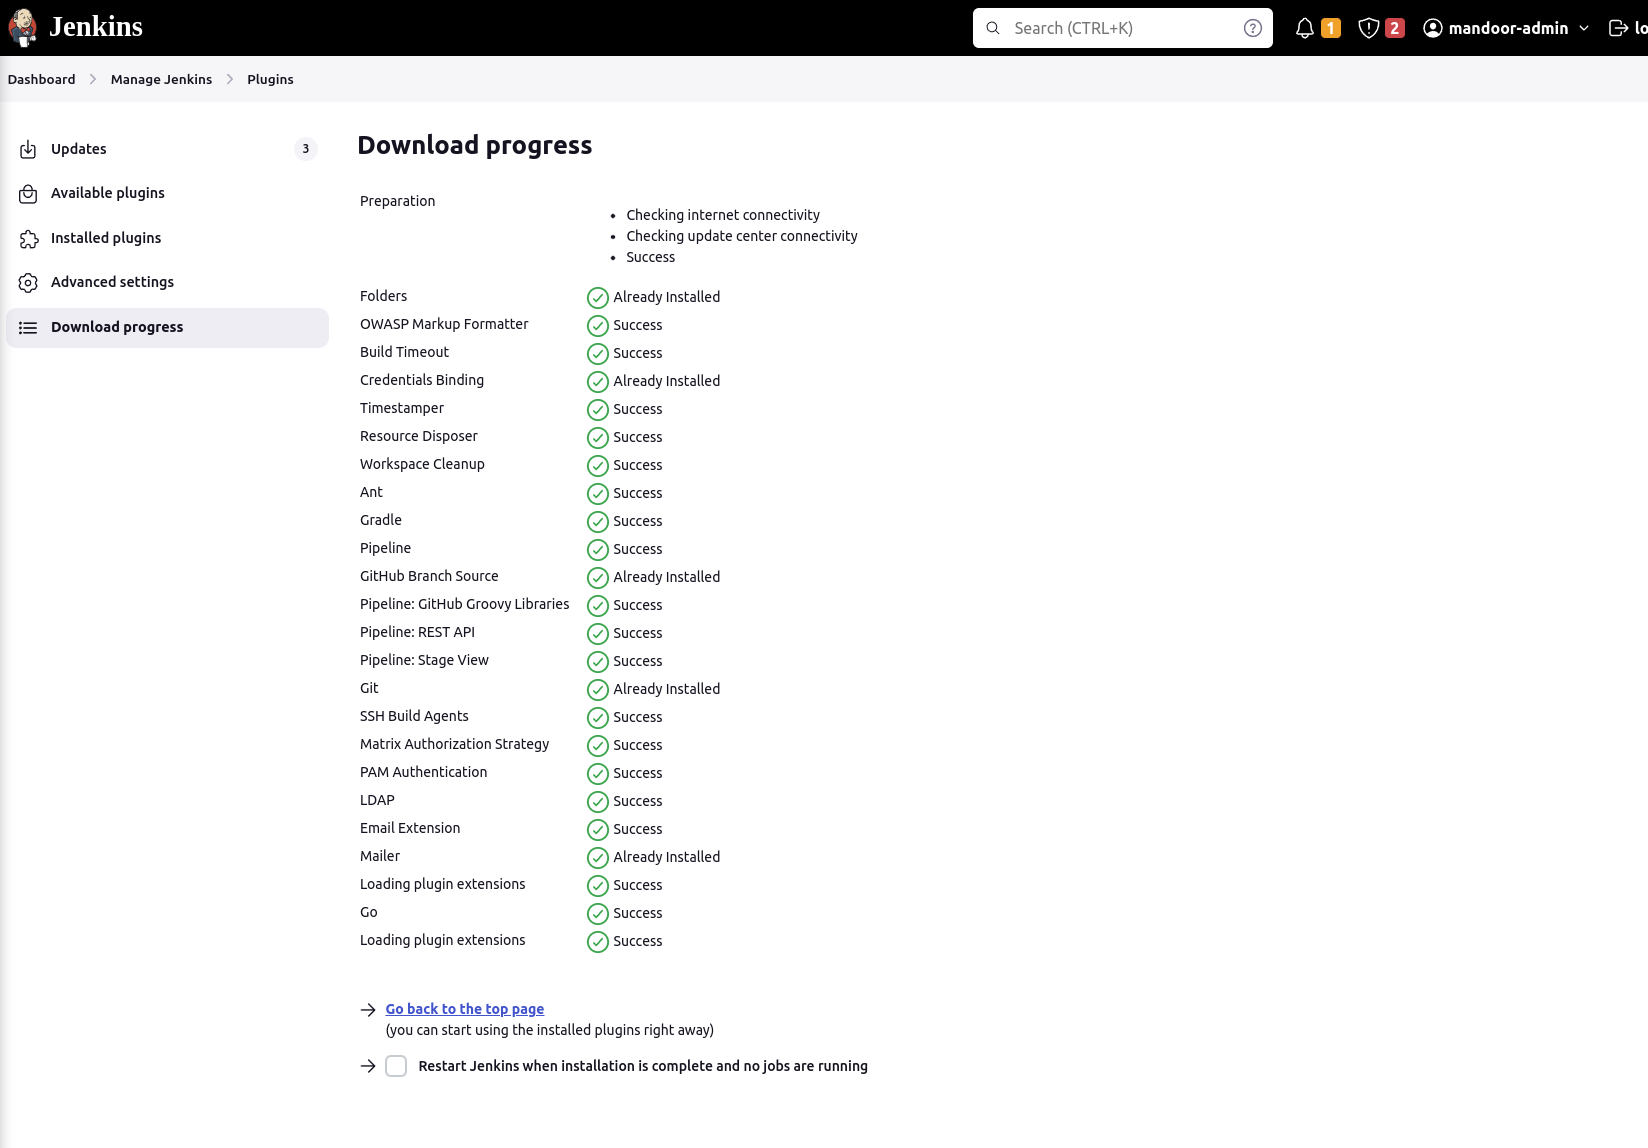 Jenkins
Search (CTRL+K)
1
2
mandoor-admin
lo
Dashboard
Manage Jenkins
Plugins
Updates
3
Available plugins
Installed plugins
Advanced settings
Download progress
Download progress
Preparation
• Checking internet connectivity
• Checking update center connectivity
• Success
Folders Already Installed
OWASP Markup Formatter Success
Build Timeout Success
Credentials Binding Already Installed
Timestamper Success
Resource Disposer Success
Workspace Cleanup Success
Ant Success
Gradle Success
Pipeline Success
GitHub Branch Source Already Installed
Pipeline: GitHub Groovy Libraries Success
Pipeline: REST API Success
Pipeline: Stage View Success
Git Already Installed
SSH Build Agents Success
Matrix Authorization Strategy Success
PAM Authentication Success
LDAP Success
Email Extension Success
Mailer Already Installed
Loading plugin extensions Success
Go Success
Loading plugin extensions Success
→ Go back to the top page
(you can start using the installed plugins right away)
→ Restart Jenkins when installation is complete and no jobs are running